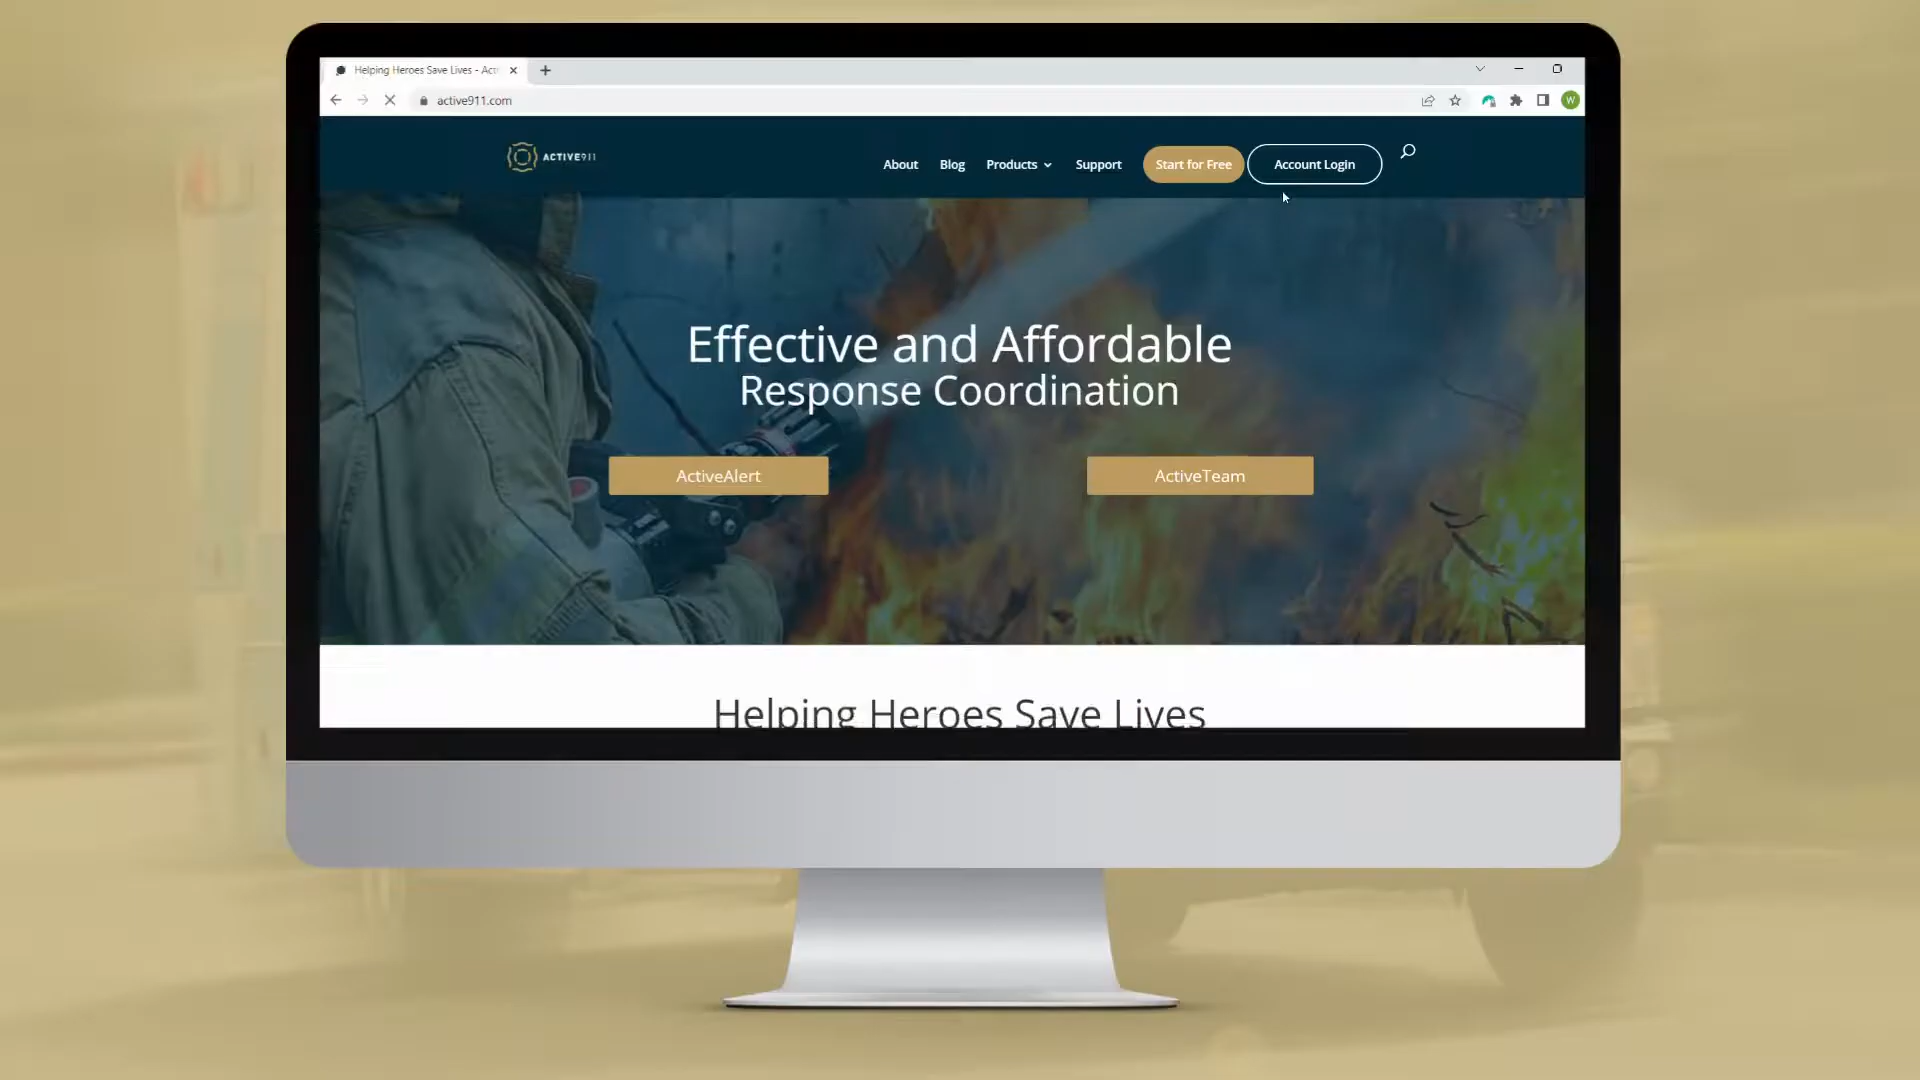 Helping Heroes Save Lives - Acti
active911.com
ACTIVE911
About
Blog
Products
Support
Start for Free
Account Login
W
Effective and Affordable
Response Coordination
ActiveAlert
ActiveTeam
Helping Heroes Save Lives